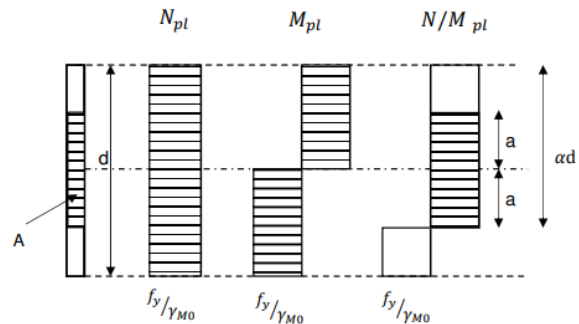 N_pl M_pl N/M_pl
a
d αd
a
A
f_y/γ_M0 f_y/γ_M0 f_y/γ_M0